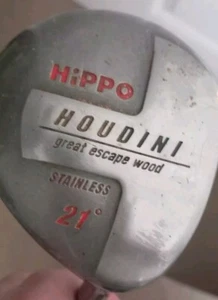 HiPPO
HOUDINI
great escape wood
STAINLESS
21°